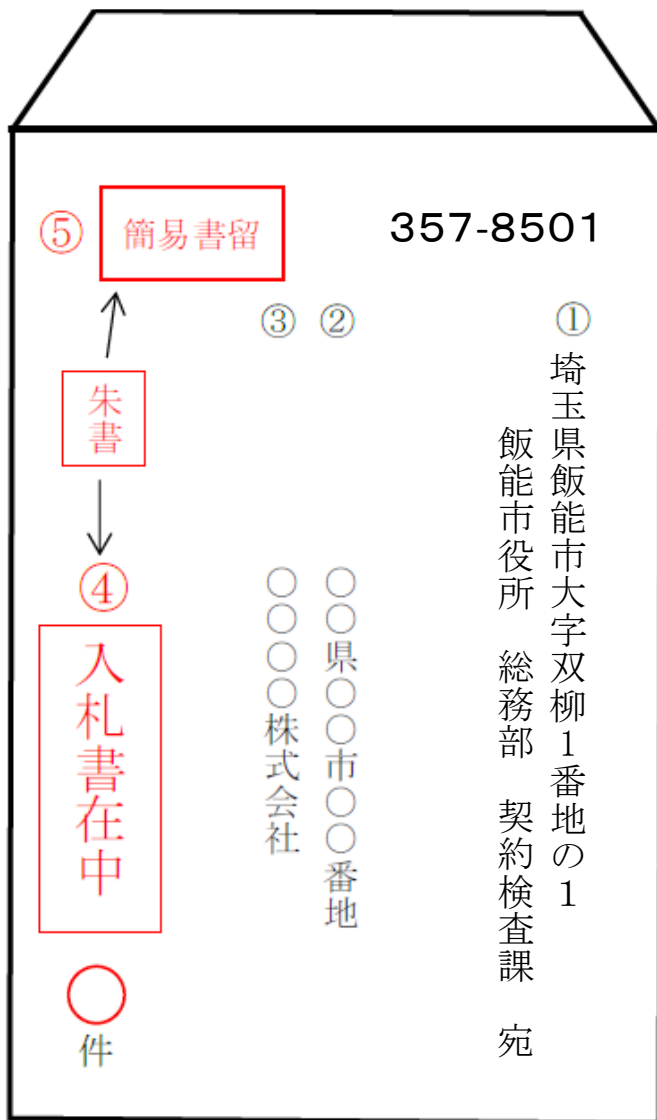 357-8501
① 埼玉県飯能市大字双柳1番地の1
飯能市役所 総務部 契約検査課 宛
② ○○県○○市○○番地
③ ○○○○株式会社
⑤ 簡易書留
朱書
④ 入札書在中
○件